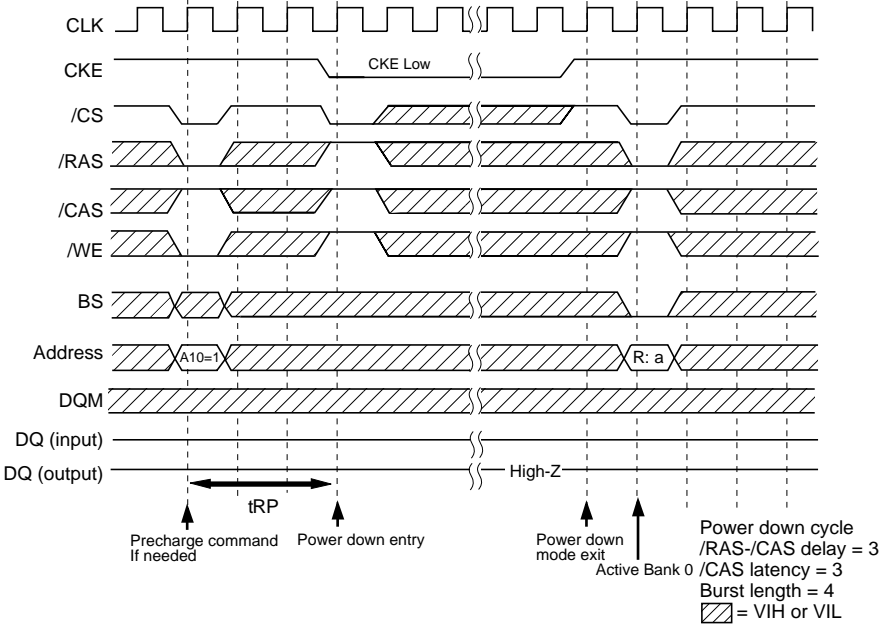 CLK
CKE
CKE Low
/CS
/RAS
/CAS
/WE
BS
Address
A10=1
R: a
DQM
DQ (input)
DQ (output)
High-Z
tRP
Precharge command
If needed
Power down entry
Power down
mode exit
Active Bank 0
Power down cycle
/RAS-/CAS delay = 3
/CAS latency = 3
Burst length = 4
= VIH or VIL